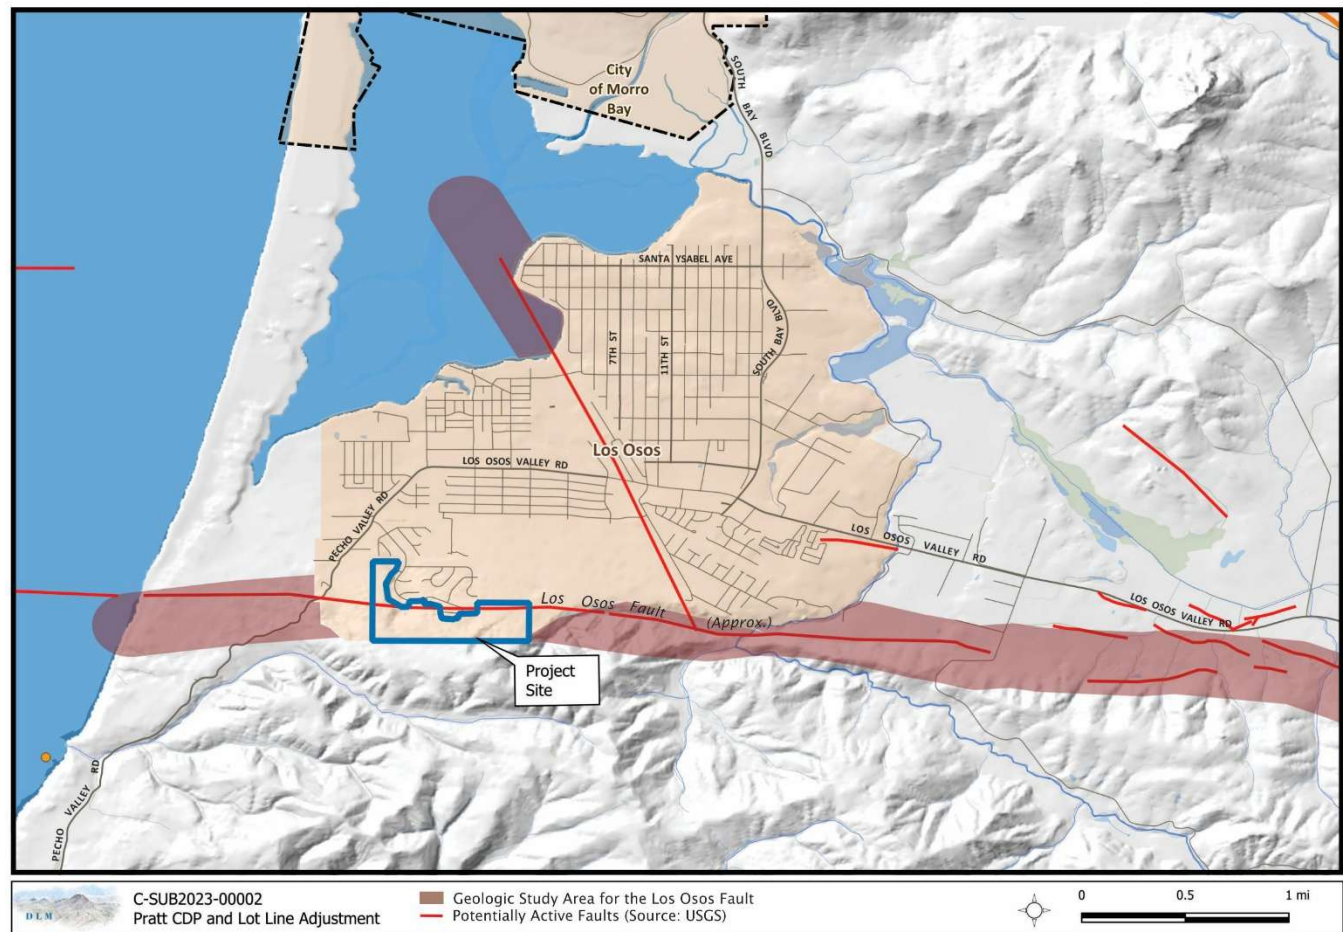 City
of Morro
Bay
SOUTH BAY BLVD
SANTA YSABEL AVE
7TH ST
11TH ST
SOUTH BAY BLVD
Los Osos
LOS OSOS VALLEY RD
PECHO VALLEY RD
LOS OSOS VALLEY RD
Los Osos Fault (Approx.)
LOS OSOS VALLEY RD
Project
Site
PECHO VALLEY RD
DLM
C-SUB2023-00002
Pratt CDP and Lot Line Adjustment
Geologic Study Area for the Los Osos Fault
Potentially Active Faults (Source: USGS)
0 0.5 1 mi